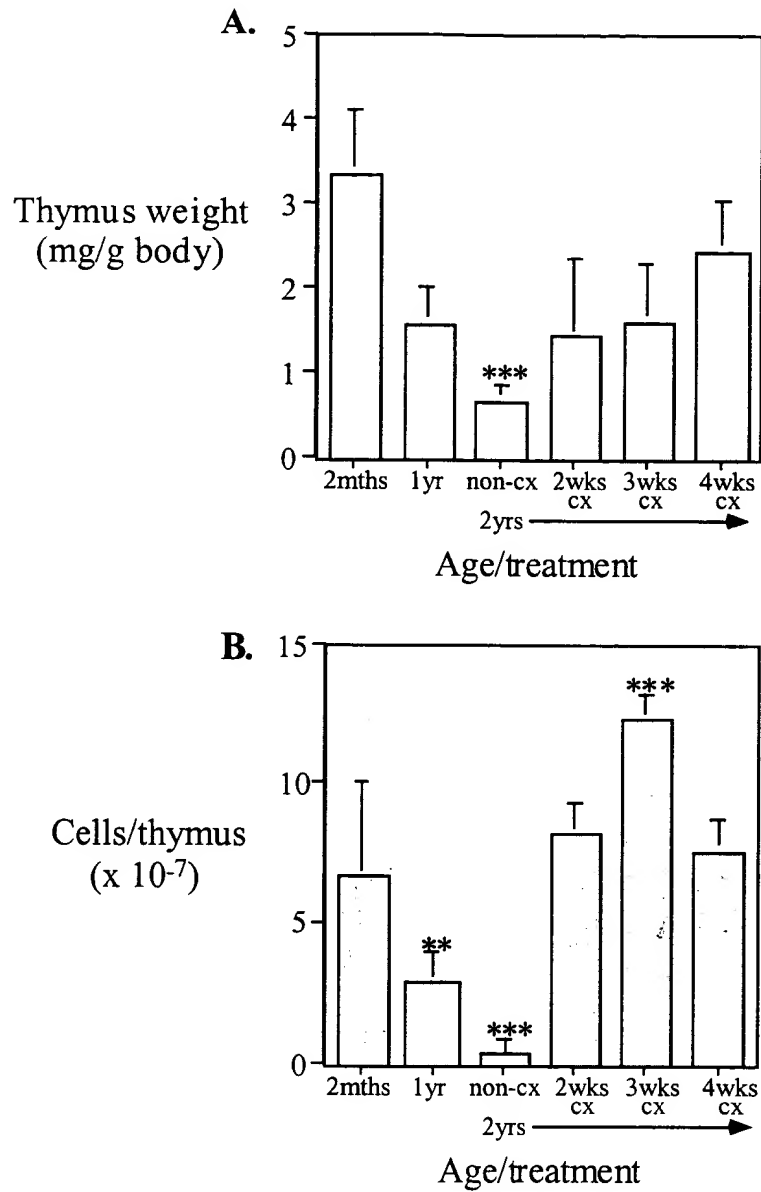 A.
5
4
3
2
1
0
Thymus weight
(mg/g body)
***
2mths 1yr non-cx 2wks 3wks 4wks
cx cx cx
2yrs
Age/treatment
B.
15
10
5
0
Cells/thymus
(x 10-7)
** *** ***
2mths 1yr non-cx 2wks 3wks 4wks
cx cx cx
2yrs
Age/treatment